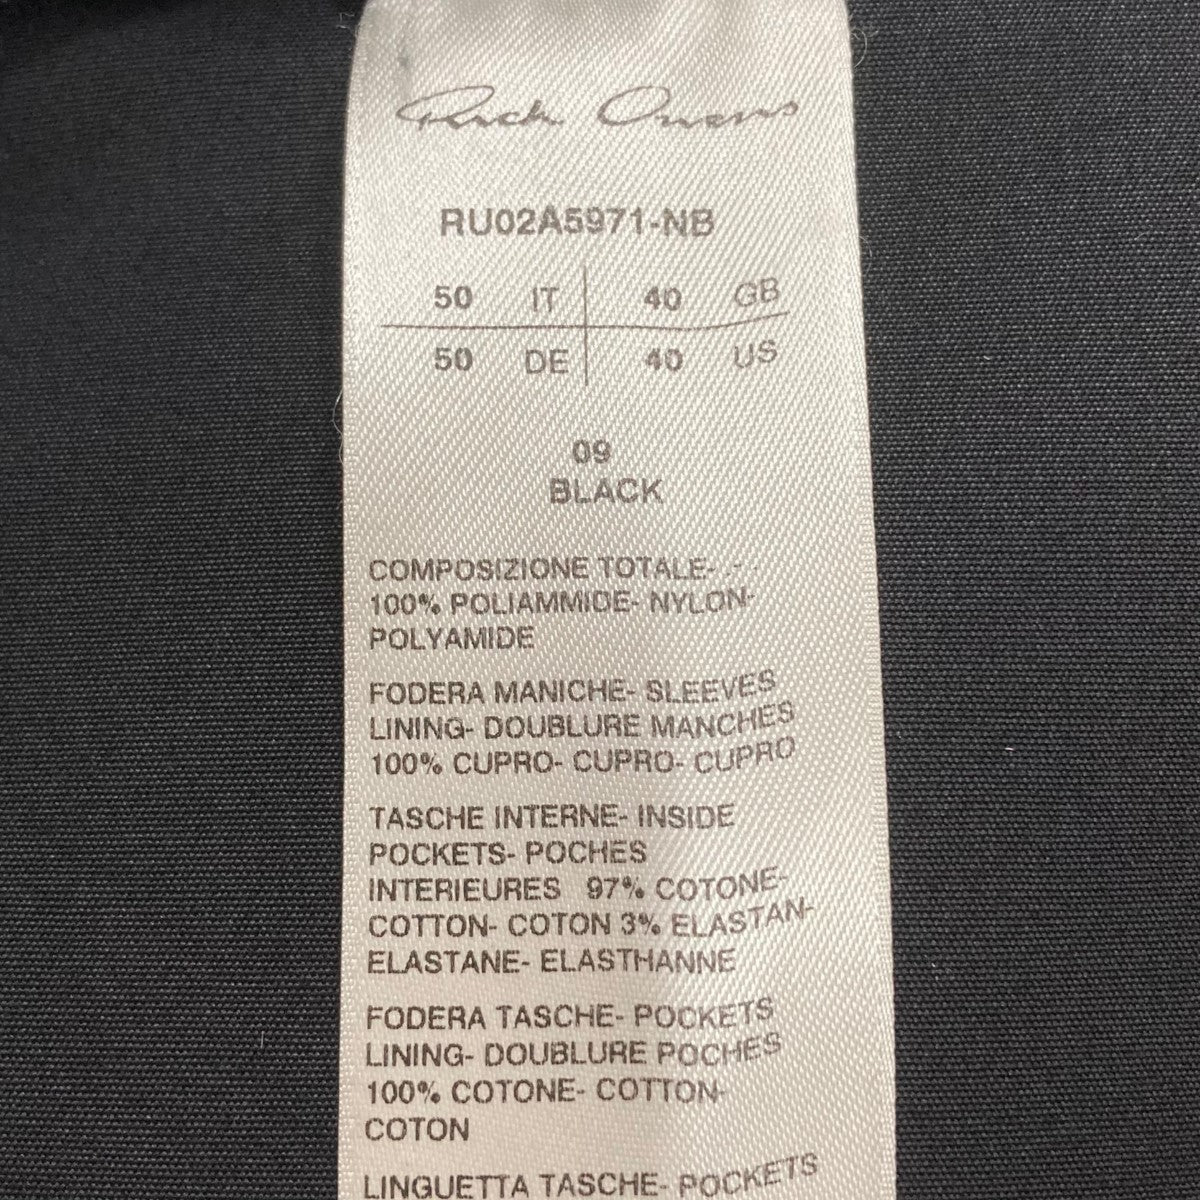 Rick Owens
RU02A5971-NB
50 IT 40 GB
50 DE 40 US
09
BLACK
COMPOSIZIONE TOTALE- .- .
100% POLIAMMIDE- NYLON-
POLYAMIDE
FODERA MANICHE- SLEEVES
LINING- DOUBLURE MANCHES
100% CUPRO- CUPRO- CUPRO
TASCHE INTERNE- INSIDE
POCKETS- POCHES
INTERIEURES 97% COTONE-
COTTON- COTON 3% ELASTAN-
ELASTANE- ELASTHANNE
FODERA TASCHE- POCKETS
LINING- DOUBLURE POCHES
100% COTONE- COTTON-
COTON
LINGUETTA TASCHE- POCKETS